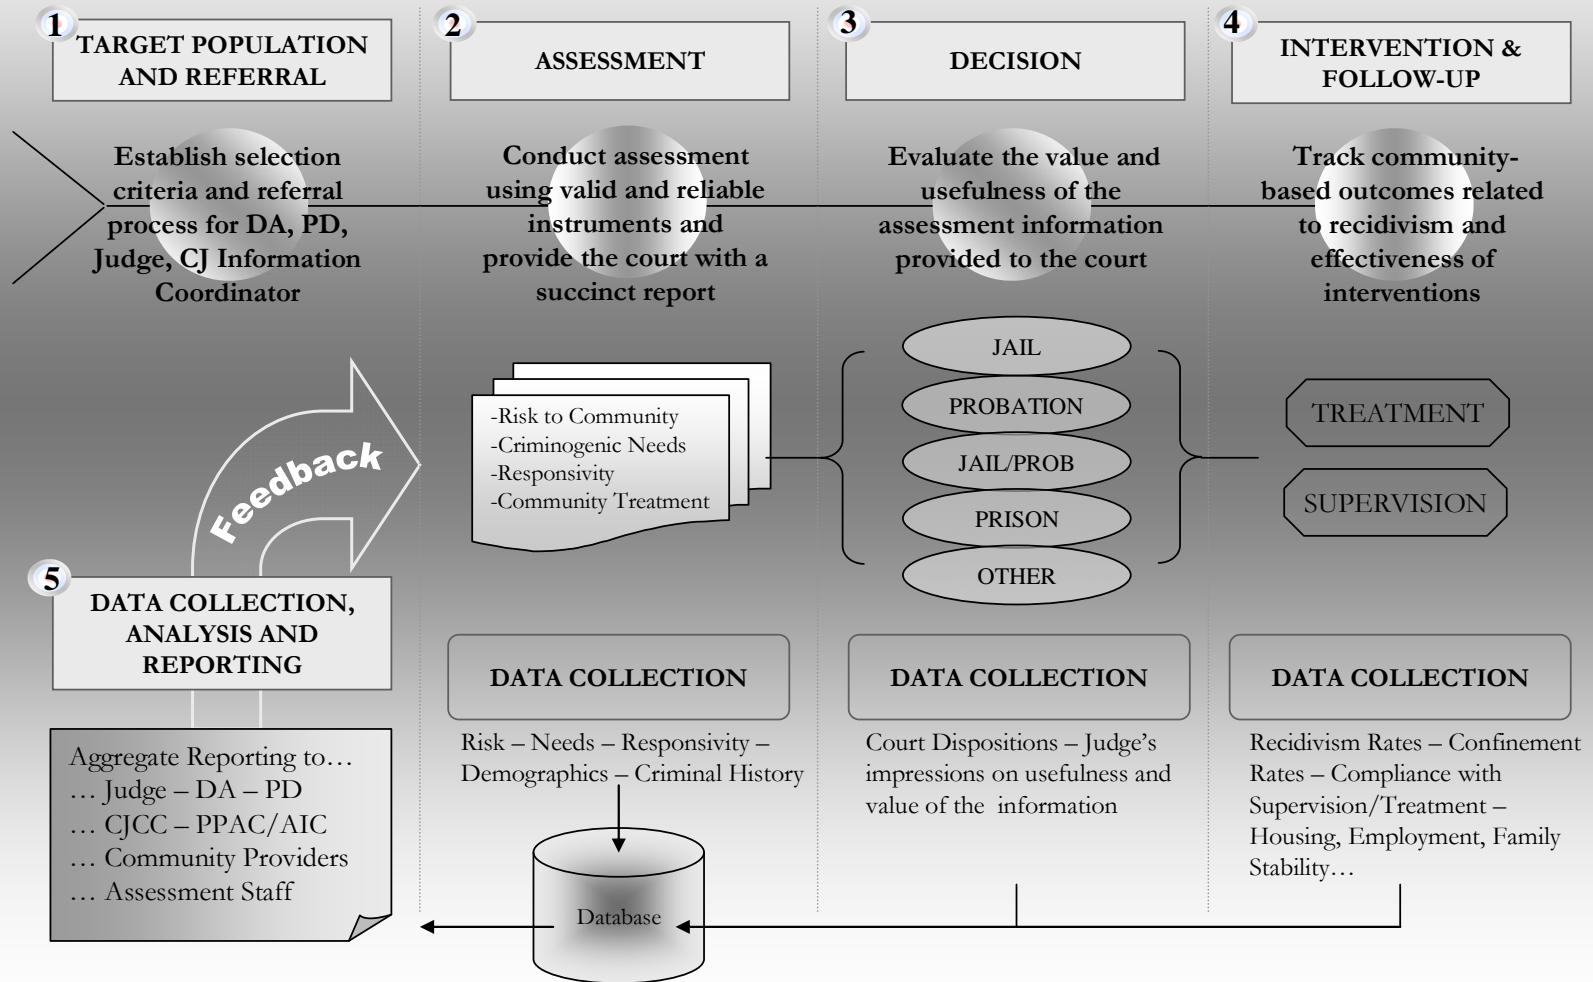 1
TARGET POPULATION
AND REFERRAL
Establish selection
criteria and referral
process for DA, PD,
Judge, CJ Information
Coordinator
2
ASSESSMENT
Conduct assessment
using valid and reliable
instruments and
provide the court with a
succinct report
-Risk to Community
-Criminogenic Needs
-Responsivity
-Community Treatment
DATA COLLECTION
Risk – Needs – Responsivity –
Demographics – Criminal History
Database
3
DECISION
Evaluate the value and
usefulness of the
assessment information
provided to the court
JAIL
PROBATION
JAIL/PROB
PRISON
OTHER
DATA COLLECTION
Court Dispositions – Judge's
impressions on usefulness and
value of the information
4
INTERVENTION &
FOLLOW-UP
Track community-
based outcomes related
to recidivism and
effectiveness of
interventions
TREATMENT
SUPERVISION
DATA COLLECTION
Recidivism Rates – Confinement
Rates – Compliance with
Supervision/Treatment –
Housing, Employment, Family
Stability…
5
DATA COLLECTION,
ANALYSIS AND
REPORTING
Aggregate Reporting to…
… Judge – DA – PD
… CJCC – PPAC/AIC
… Community Providers
… Assessment Staff
Feedback